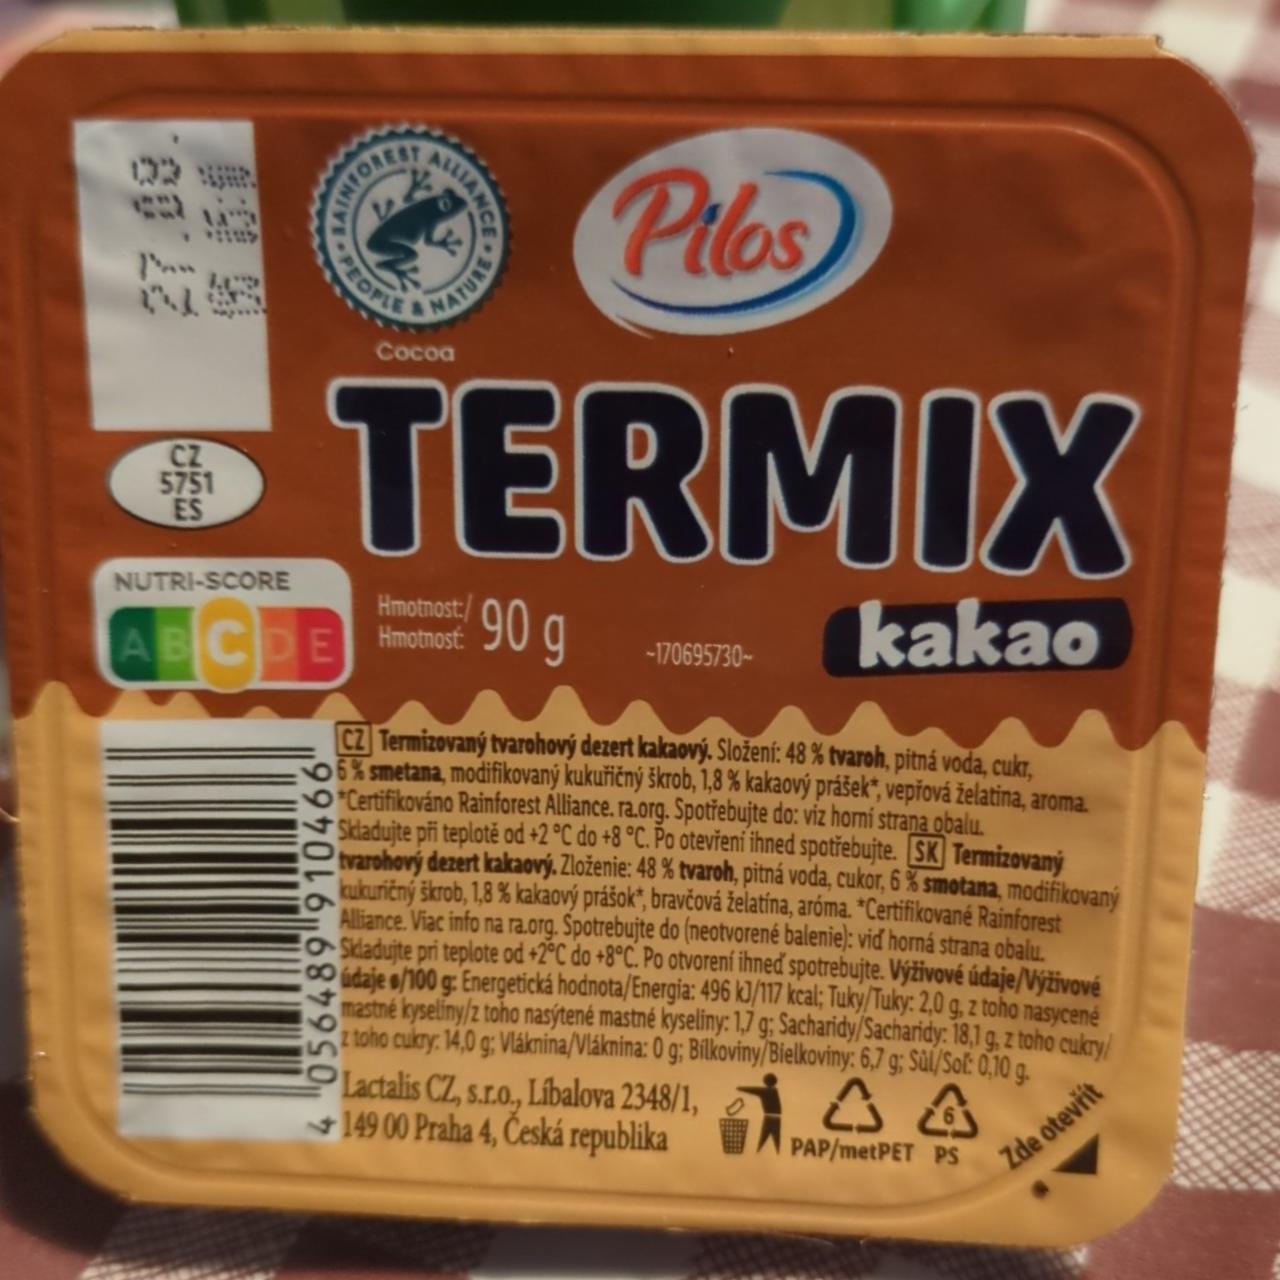 RAINFOREST ALLIANCE
PEOPLE & NATURE
Cocoa
Pilos
TERMIX
kakao
CZ
5751
ES
NUTRI-SCORE
A B C D E
Hmotnost:/
Hmotnosť:
90 g
~170695730~
CZ Termizovaný tvarohový dezert kakaový. Složení: 48 % tvaroh, pitná voda, cukr,
6 % smetana, modifikovaný kukuřičný škrob, 1,8 % kakaový prášek*, vepřová želatina, aroma.
*Certifikováno Rainforest Alliance. ra.org. Spotřebujte do: viz horní strana obalu.
Skladujte při teplotě od +2 °C do +8 °C. Po otevření ihned spotřebujte. SK Termizovaný
tvarohový dezert kakaový. Zloženie: 48 % tvaroh, pitná voda, cukor, 6 % smotana, modifikovaný
kukuričný škrob, 1,8 % kakaový prášok*, bravčová želatína, aróma. *Certifikované Rainforest
Alliance. Viac info na ra.org. Spotrebujte do (neotvorené balenie): viď horná strana obalu.
Skladujte pri teplote od +2°C do +8°C. Po otvorení ihneď spotrebujte. Výživové údaje/Výživové
údaje ø/100 g: Energetická hodnota/Energia: 496 kJ/117 kcal; Tuky/Tuky: 2,0 g, z toho nasycené
mastné kyseliny/z toho nasýtené mastné kyseliny: 1,7 g; Sacharidy/Sacharidy: 18,1 g, z toho cukry/
z toho cukry: 14,0 g; Vláknina/Vláknina: 0 g; Bílkoviny/Bielkoviny: 6,7 g; Sůl/Soľ: 0,10 g.
Lactalis CZ, s.r.o., Líbalova 2348/1,
149 00 Praha 4, Česká republika
PAP/metPET
6
PS
Zde otevřít
4 056489 910466